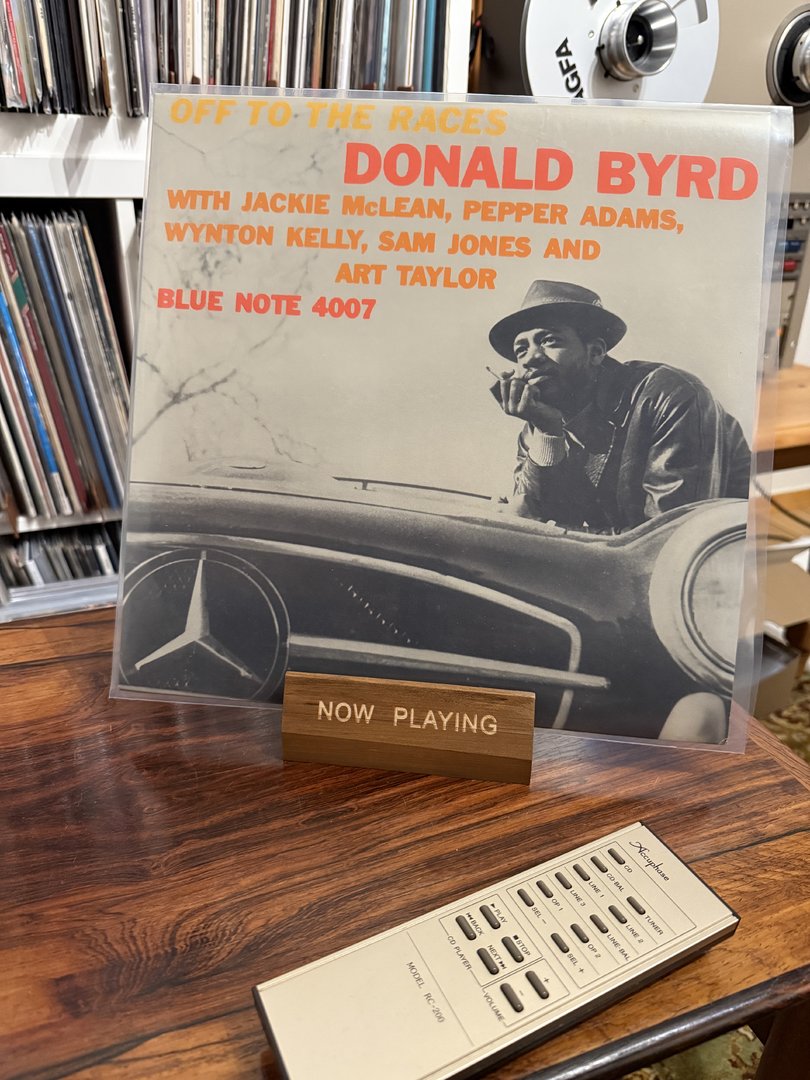 AGFA
OFF TO THE RACES
DONALD BYRD
WITH JACKIE McLEAN, PEPPER ADAMS,
WYNTON KELLY, SAM JONES AND
ART TAYLOR
BLUE NOTE 4007
NOW PLAYING
Accuphase
CD
CD BAL
LINE 1
LINE 3
OP 1
SEL -
TUNER
LINE 2
LINE BAL
OP 2
SEL +
PLAY
BACK
STOP
NEXT
CD PLAYER
+
-
VOLUME
MODEL RC-200